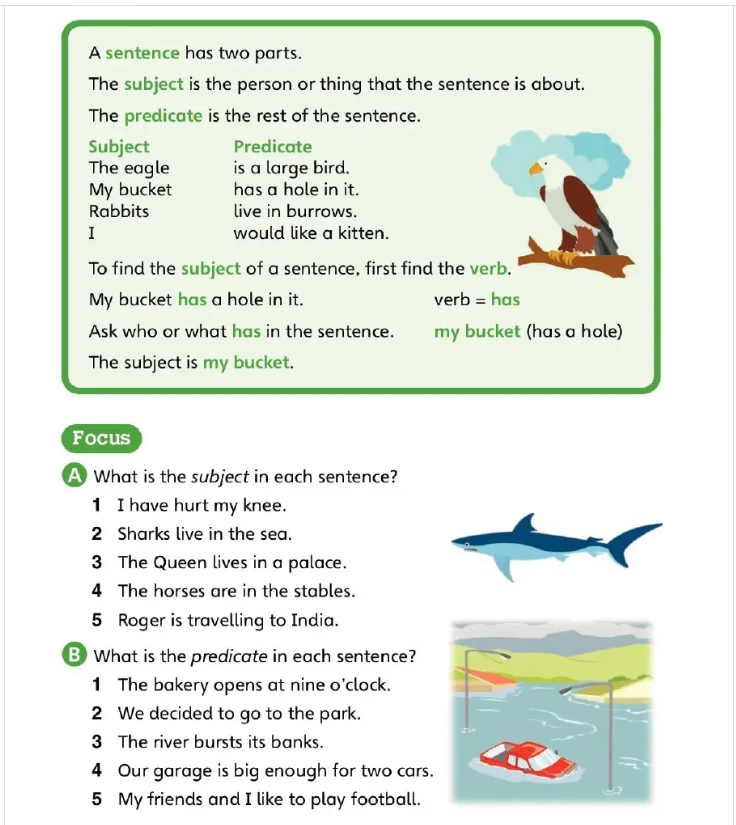 A sentence has two parts.
The subject is the person or thing that the sentence is about.
The predicate is the rest of the sentence.
Subject Predicate
The eagle is a large bird.
My bucket has a hole in it.
Rabbits live in burrows.
I would like a kitten.
To find the subject of a sentence, first find the verb.
My bucket has a hole in it. verb = has
Ask who or what has in the sentence. my bucket (has a hole)
The subject is my bucket.
Focus
A What is the subject in each sentence?
1 I have hurt my knee.
2 Sharks live in the sea.
3 The Queen lives in a palace.
4 The horses are in the stables.
5 Roger is travelling to India.
B What is the predicate in each sentence?
1 The bakery opens at nine o'clock.
2 We decided to go to the park.
3 The river bursts its banks.
4 Our garage is big enough for two cars.
5 My friends and I like to play football.